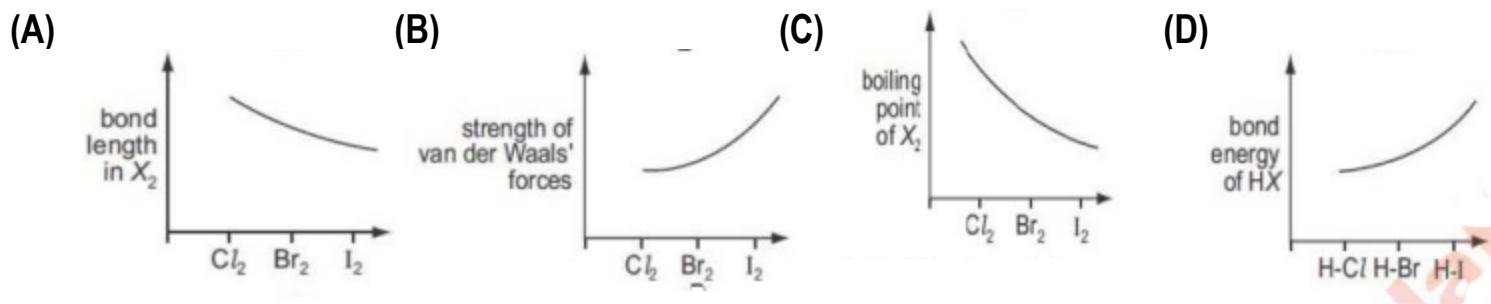 (A)
bond
length
in X₂
Cl₂ Br₂ I₂
(B)
strength of
van der Waals'
forces
Cl₂ Br₂ I₂
(C)
boiling
point
of X₂
Cl₂ Br₂ I₂
(D)
bond
energy
of HX
H-Cl H-Br H-I